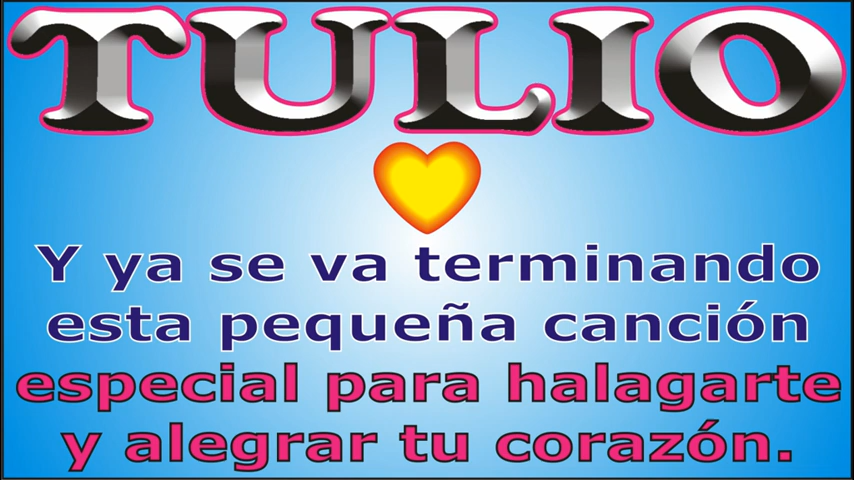 TULIO
Y ya se va terminando
esta pequeña canción
especial para halagarte
y alegrar tu corazón.